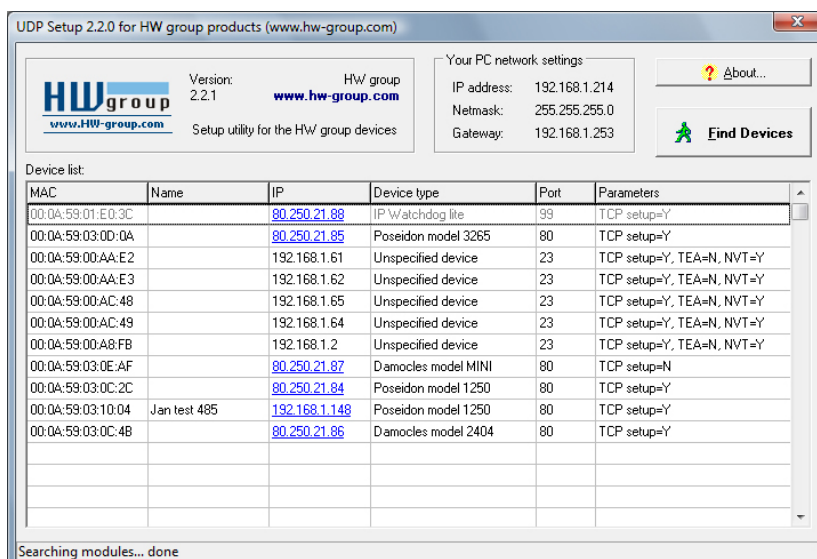 UDP Setup 2.2.0 for HW group products (www.hw-group.com)
HW group
www.HW-group.com
Version: HW group
2.2.1 www.hw-group.com
Setup utility for the HW group devices
Your PC network settings
IP address: 192.168.1.214
Netmask: 255.255.255.0
Gateway: 192.168.1.253
? About...
Find Devices
Device list:
MAC Name IP Device type Port Parameters
00:0A:59:01:E0:3C 80.250.21.88 IP Watchdog lite 99 TCP setup=Y
00:0A:59:03:0D:0A 80.250.21.85 Poseidon model 3265 80 TCP setup=Y
00:0A:59:00:AA:E2 192.168.1.61 Unspecified device 23 TCP setup=Y, TEA=N, NVT=Y
00:0A:59:00:AA:E3 192.168.1.62 Unspecified device 23 TCP setup=Y, TEA=N, NVT=Y
00:0A:59:00:AC:48 192.168.1.65 Unspecified device 23 TCP setup=Y, TEA=N, NVT=Y
00:0A:59:00:AC:49 192.168.1.64 Unspecified device 23 TCP setup=Y, TEA=N, NVT=Y
00:0A:59:00:A8:FB 192.168.1.2 Unspecified device 23 TCP setup=Y, TEA=N, NVT=Y
00:0A:59:03:0E:AF 80.250.21.87 Damocles model MINI 80 TCP setup=N
00:0A:59:03:0C:2C 80.250.21.84 Poseidon model 1250 80 TCP setup=Y
00:0A:59:03:10:04 Jan test 485 192.168.1.148 Poseidon model 1250 80 TCP setup=Y
00:0A:59:03:0C:4B 80.250.21.86 Damocles model 2404 80 TCP setup=Y
Searching modules... done